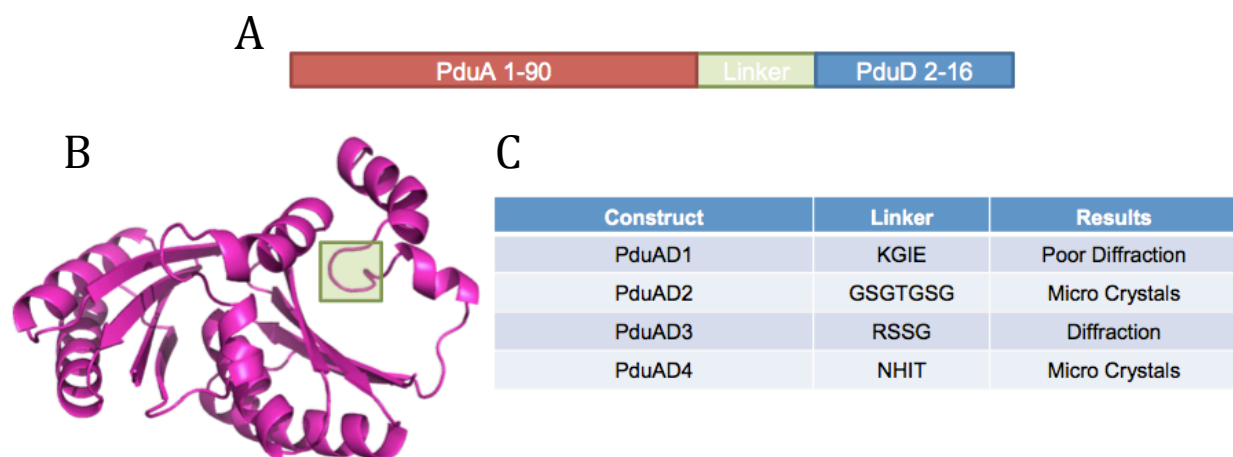 A
PduA 1-90 Linker PduD 2-16
B
C
Construct Linker Results
PduAD1 KGIE Poor Diffraction
PduAD2 GSGTGSG Micro Crystals
PduAD3 RSSG Diffraction
PduAD4 NHIT Micro Crystals